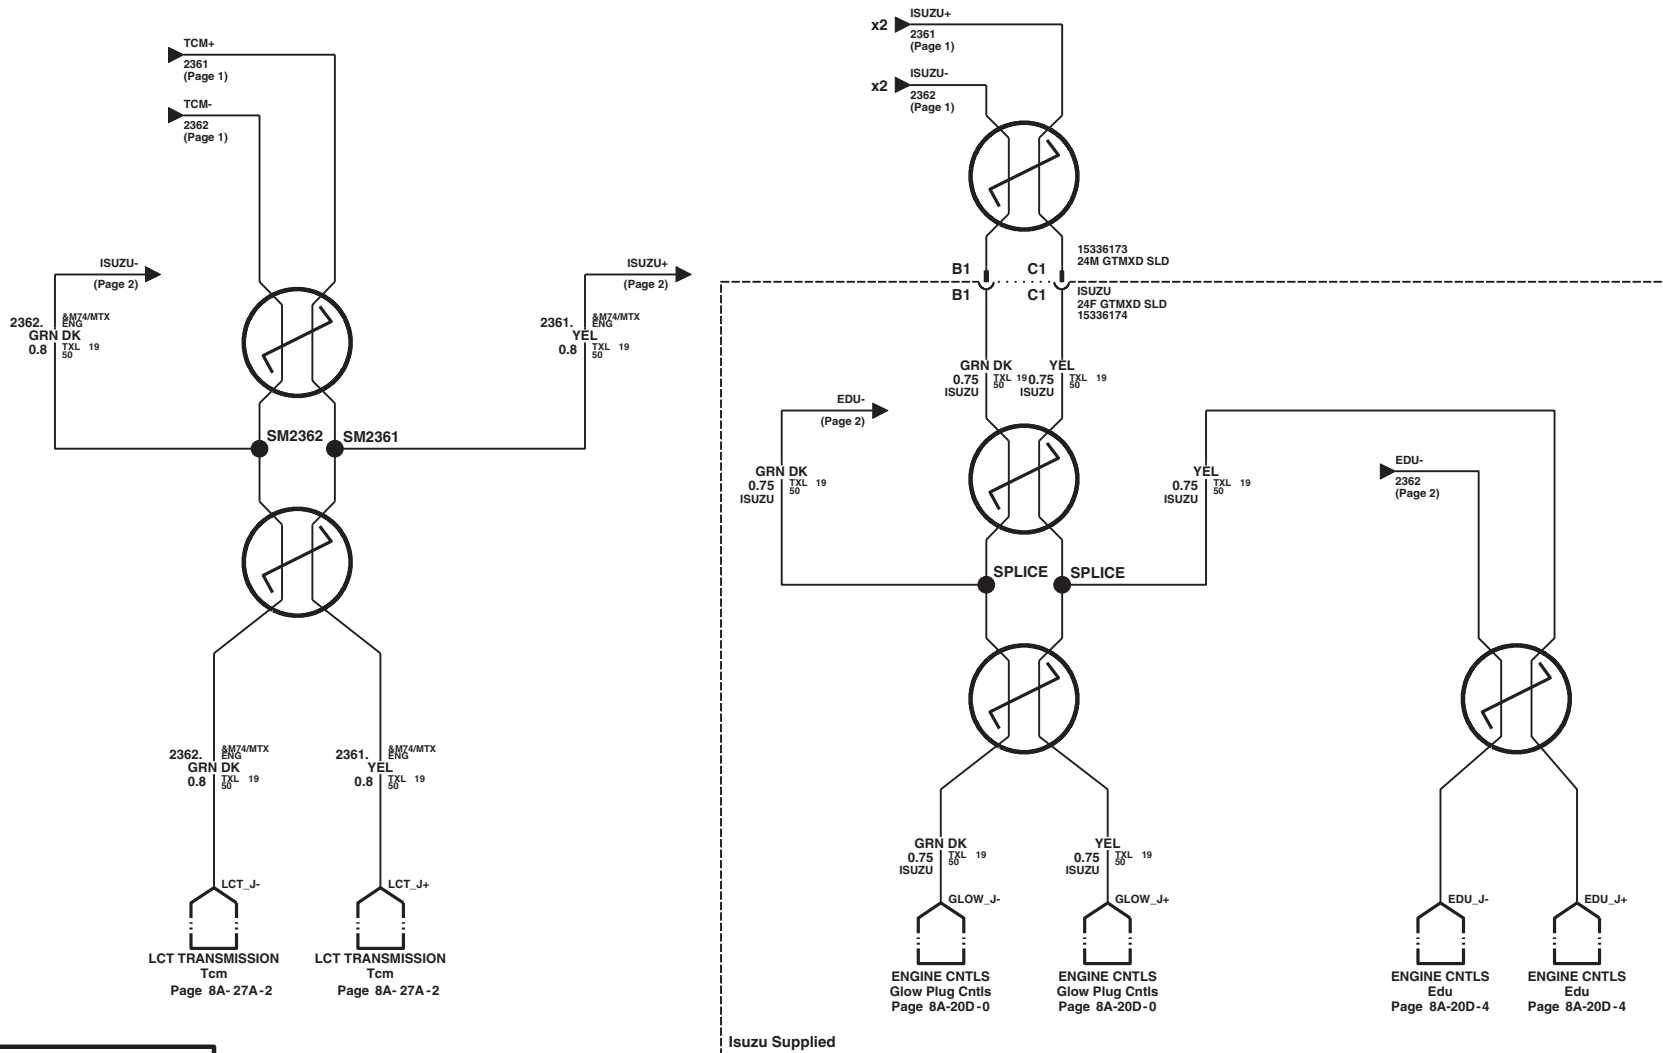 TCM+
2361
(Page 1)
TCM-
2362
(Page 1)
ISUZU-
(Page 2)
2362.
&M74/MTX
ENG
GRN DK
0.8
TXL 19
50
ISUZU+
(Page 2)
2361.
&M74/MTX
ENG
YEL
0.8
TXL 19
50
SM2362
SM2361
2362.
&M74/MTX
ENG
GRN DK
0.8
TXL 19
50
2361.
&M74/MTX
ENG
YEL
0.8
TXL 19
50
LCT_J-
LCT_J+
LCT TRANSMISSION
Tcm
Page 8A-27A-2
LCT TRANSMISSION
Tcm
Page 8A-27A-2
x2
ISUZU+
2361
(Page 1)
x2
ISUZU-
2362
(Page 1)
15336173
24M GTMXD SLD
B1
C1
B1
C1
ISUZU
24F GTMXD SLD
15336174
GRN DK
0.75
ISUZU
TXL 19
50
YEL
0.75
ISUZU
TXL 19
50
EDU-
(Page 2)
GRN DK
0.75
ISUZU
TXL 19
50
YEL
0.75
ISUZU
TXL 19
50
EDU-
2362
(Page 2)
SPLICE
SPLICE
GRN DK
0.75
ISUZU
TXL 19
50
YEL
0.75
ISUZU
TXL 19
50
GLOW_J-
GLOW_J+
EDU_J-
EDU_J+
ENGINE CNTLS
Glow Plug Cntls
Page 8A-20D-0
ENGINE CNTLS
Glow Plug Cntls
Page 8A-20D-0
ENGINE CNTLS
Edu
Page 8A-20D-4
ENGINE CNTLS
Edu
Page 8A-20D-4
Isuzu Supplied